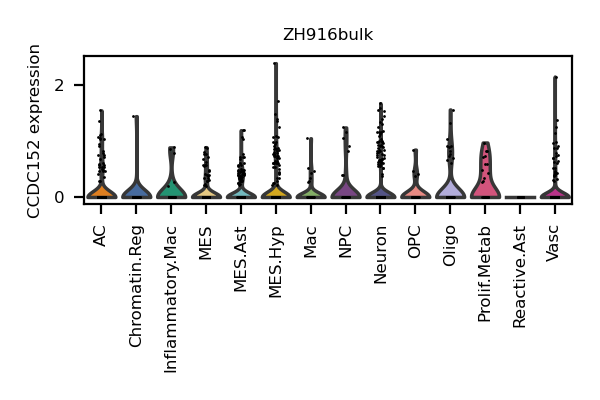 ZH916bulk
CCDC152 expression
2
0
AC
Chromatin.Reg
Inflammatory.Mac
MES
MES.Ast
MES.Hyp
Mac
NPC
Neuron
OPC
Oligo
Prolif.Metab
Reactive.Ast
Vasc